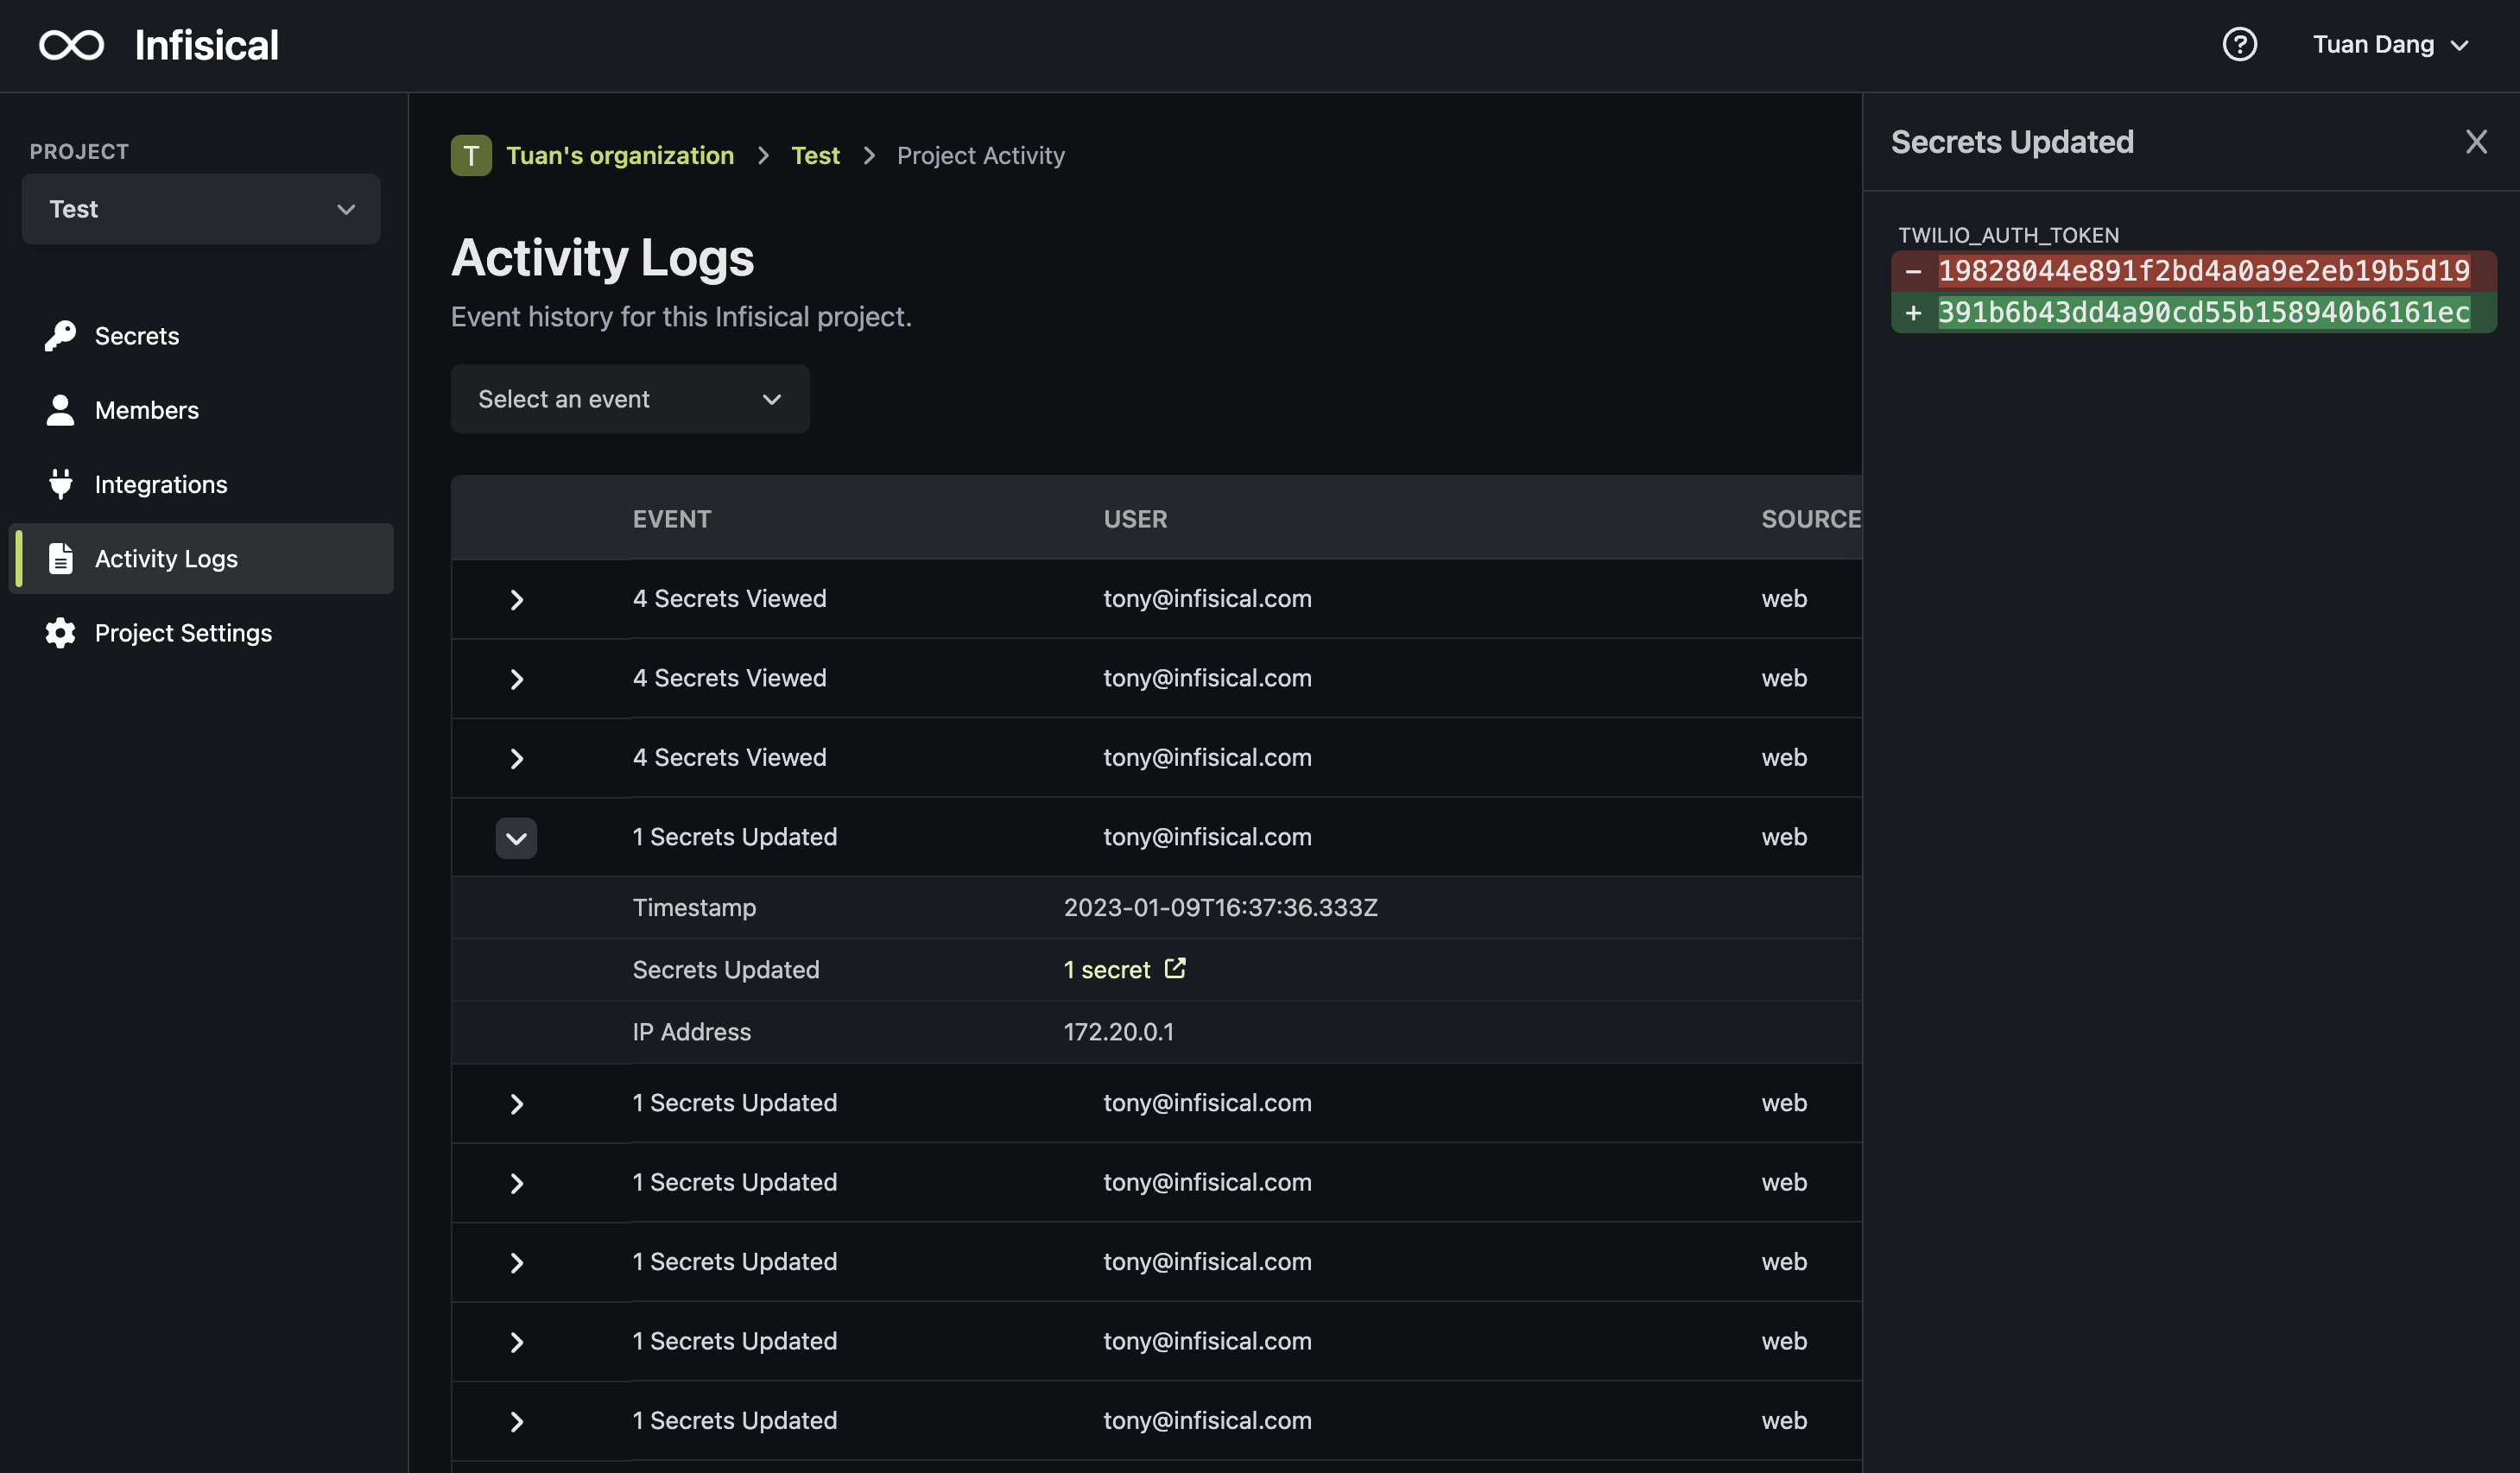 Infisical
Tuan Dang
PROJECT
Test
Secrets
Members
Integrations
Activity Logs
Project Settings
T Tuan's organization > Test > Project Activity
Activity Logs
Event history for this Infisical project.
Select an event
EVENT USER SOURCE
4 Secrets Viewed tony@infisical.com web
4 Secrets Viewed tony@infisical.com web
4 Secrets Viewed tony@infisical.com web
1 Secrets Updated tony@infisical.com web
Timestamp 2023-01-09T16:37:36.333Z
Secrets Updated 1 secret
IP Address 172.20.0.1
1 Secrets Updated tony@infisical.com web
1 Secrets Updated tony@infisical.com web
1 Secrets Updated tony@infisical.com web
1 Secrets Updated tony@infisical.com web
1 Secrets Updated tony@infisical.com web
Secrets Updated
TWILIO_AUTH_TOKEN
- 19828044e891f2bd4a0a9e2eb19b5d19
+ 391b6b43dd4a90cd55b158940b6161ec